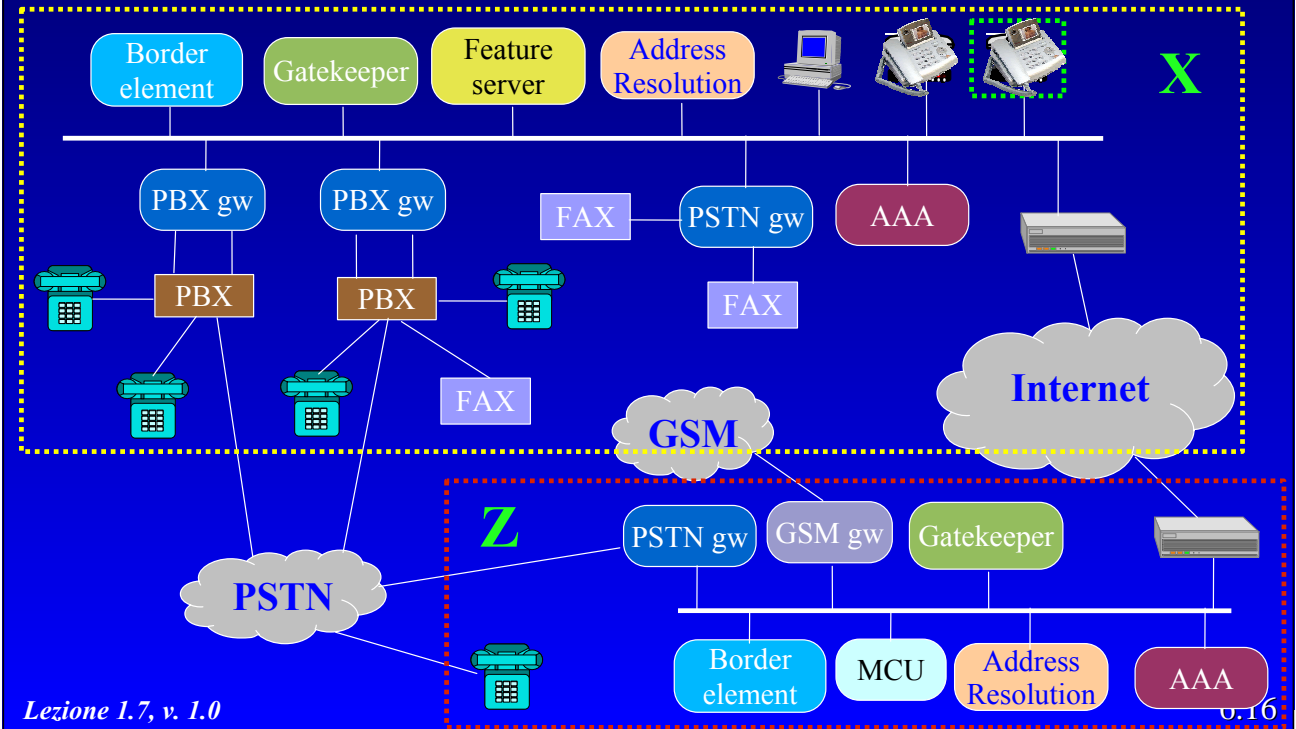 Border
element
Gatekeeper
Feature
server
Address
Resolution
X
PBX gw
PBX gw
FAX
PSTN gw
AAA
PBX
PBX
FAX
FAX
Internet
GSM
Z
PSTN gw
GSM gw
Gatekeeper
PSTN
Border
element
MCU
Address
Resolution
AAA
Lezione 1.7, v. 1.0
6.16